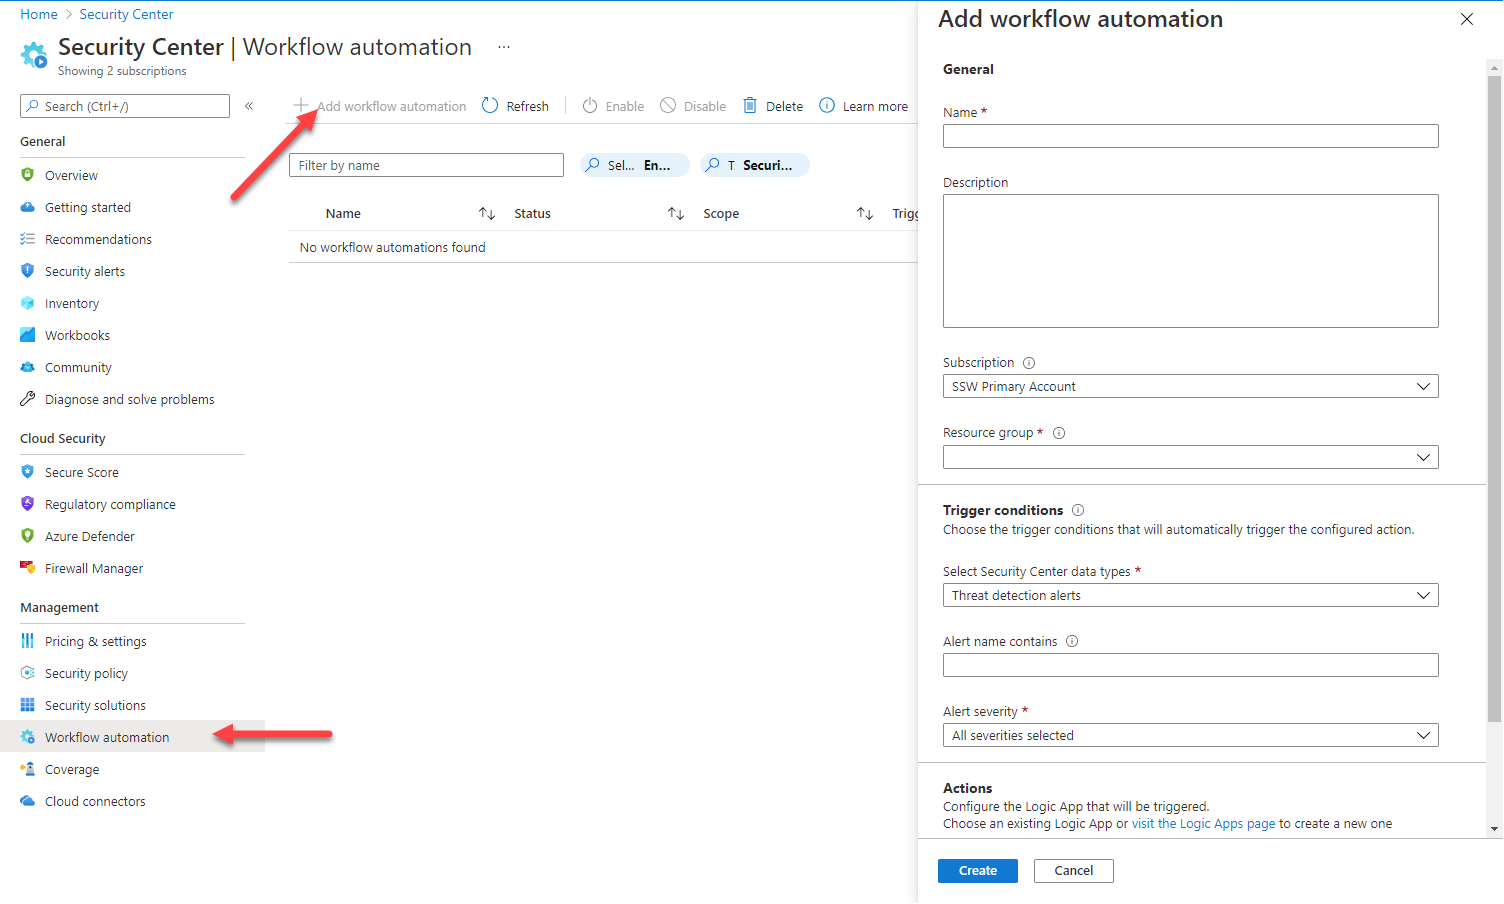 Home > Security Center
Security Center | Workflow automation ...
Showing 2 subscriptions
Search (Ctrl+/)
«
General
Overview
Getting started
Recommendations
Security alerts
Inventory
Workbooks
Community
Diagnose and solve problems
Cloud Security
Secure Score
Regulatory compliance
Azure Defender
Firewall Manager
Management
Pricing & settings
Security policy
Security solutions
Workflow automation
Coverage
Cloud connectors
Add workflow automation Refresh Enable Disable Delete Learn more
Filter by name Sel... En... T Securi...
Name Status Scope Trigg
No workflow automations found
Add workflow automation
General
Name *
Description
Subscription
SSW Primary Account
Resource group *
Trigger conditions
Choose the trigger conditions that will automatically trigger the configured action.
Select Security Center data types *
Threat detection alerts
Alert name contains
Alert severity *
All severities selected
Actions
Configure the Logic App that will be triggered.
Choose an existing Logic App or visit the Logic Apps page to create a new one
Create Cancel